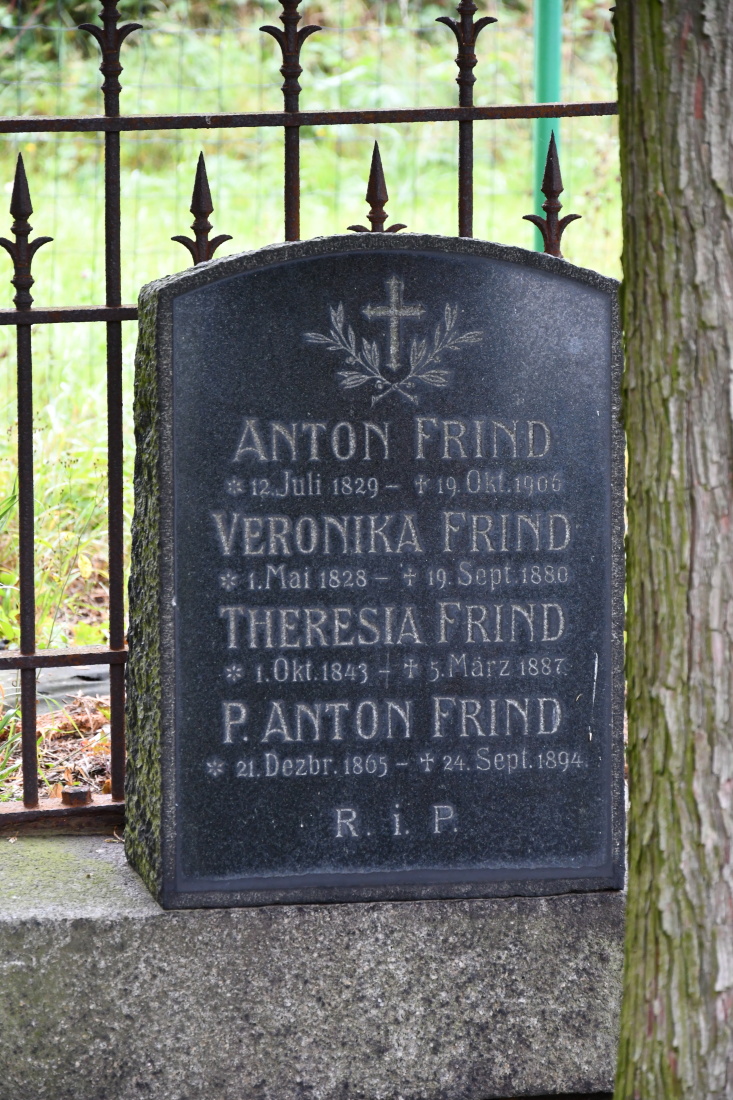 ANTON FRIND
* 12. Juli 1829 – † 19. Okt. 1906
VERONIKA FRIND
* 1. Mai 1828 – † 19. Sept. 1880
THERESIA FRIND
* 1. Okt. 1843 – † 5. März 1887.
P. ANTON FRIND
* 21. Dezbr. 1865 – † 24. Sept. 1894.
R. i. P.